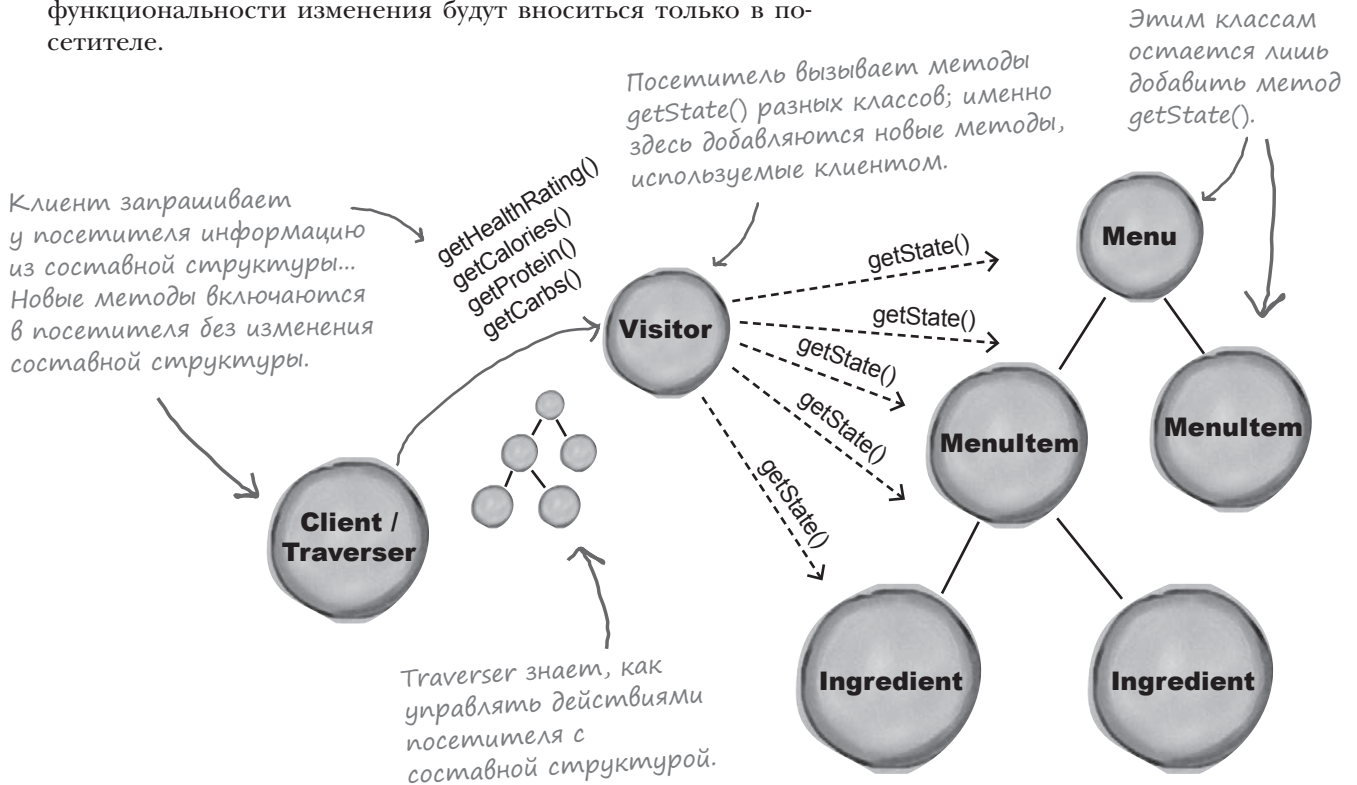 функциональности изменения будут вноситься только в по-
сетителе.
Этим классам
остается лишь
добавить метод
getState().
Посетитель вызывает методы
getState() разных классов; именно
здесь добавляются новые методы,
используемые клиентом.
Клиент запрашивает
у посетителя информацию
из составной структуры...
Новые методы включаются
в посетителя без изменения
составной структуры.
getHealthRating()
getCalories()
getProtein()
getCarbs()
Visitor
getState()
getState()
getState()
getState()
getState()
Menu
MenuItem
MenuItem
Client /
Traverser
Ingredient
Ingredient
Traverser знает, как
управлять действиями
посетителя с
составной структурой.